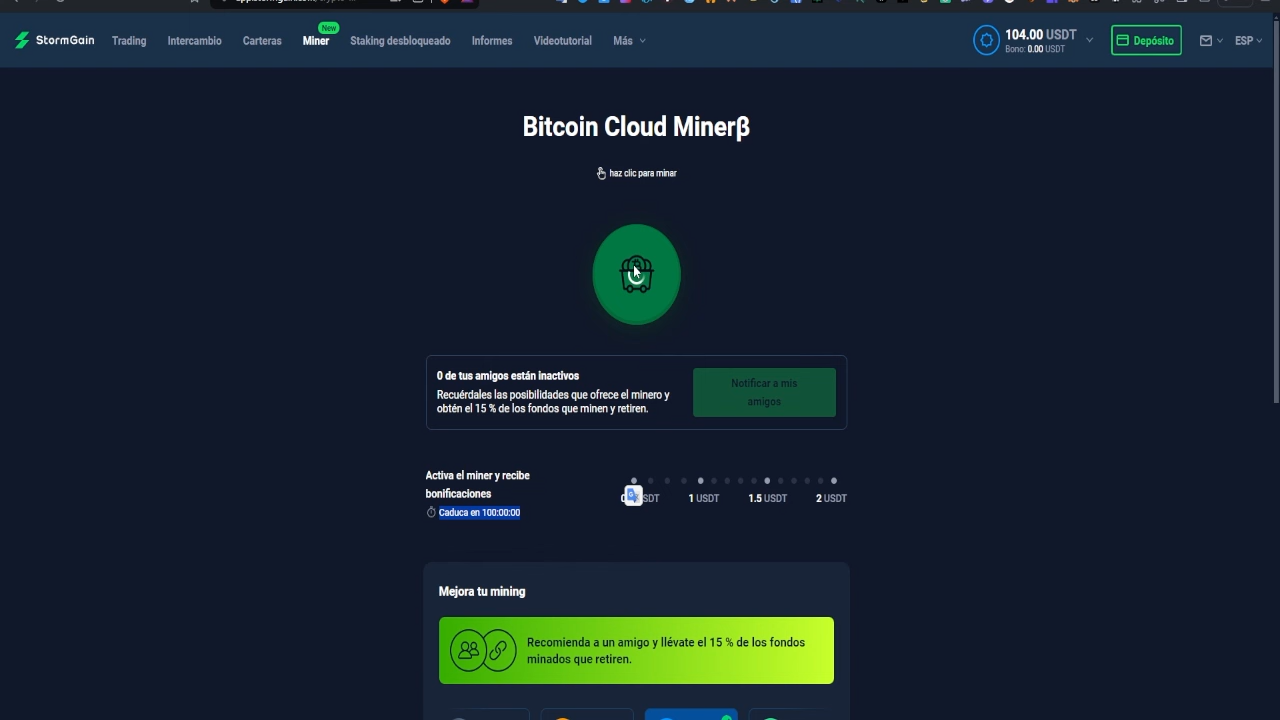 StormGain Trading Intercambio Carteras Miner New Staking desbloqueado Informes Videotutorial Más 104.00 USDT Depósito ESP
Bono: 0.00 USDT
Bitcoin Cloud Minerβ
haz clic para minar
0 de tus amigos están inactivos
Recuérdales las posibilidades que ofrece el minero y
obtén el 15 % de los fondos que minen y retiren.
Notificar a mis
amigos
Activa el miner y recibe
bonificaciones
Caduca en 100:00:00
1 USDT 1.5 USDT 2 USDT
Mejora tu mining
Recomienda a un amigo y llévate el 15 % de los fondos
minados que retiren.